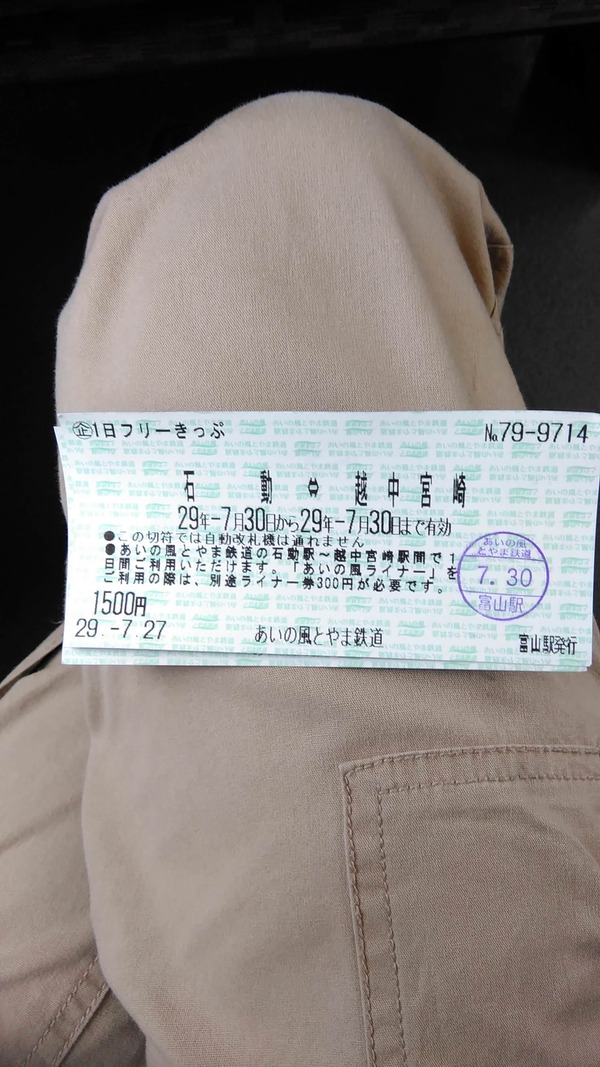 ㊭1日フリーきっぷ
№79-9714
石動⇔越中宮崎
29年-7月30日から29年-7月30日まで有効
●この切符では自動改札機は通れません
●あいの風とやま鉄道の石動駅～越中宮崎駅間で1
日間ご利用いただけます。「あいの風ライナー」を
ご利用の際は、別途ライナー券300円が必要です。
あいの風
とやま鉄道
7.30
富山駅
1500円
29.-7.27
あいの風とやま鉄道
富山駅発行